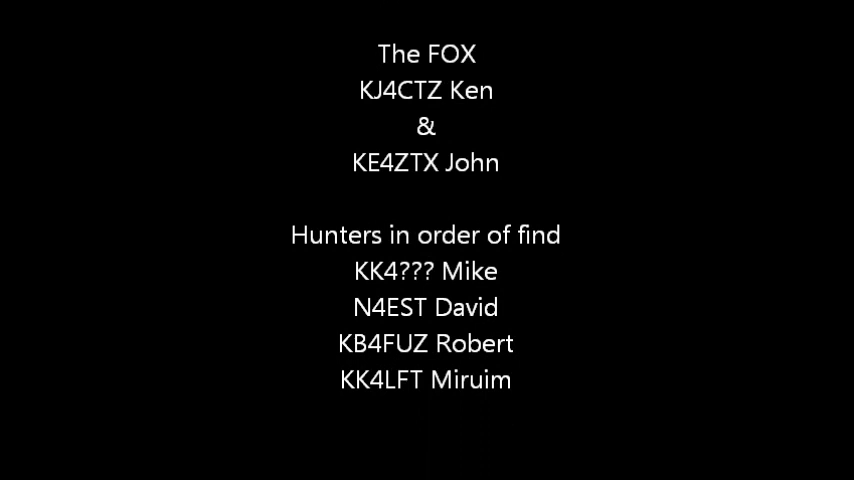 The FOX
KJ4CTZ Ken
&
KE4ZTX John
Hunters in order of find
KK4??? Mike
N4EST David
KB4FUZ Robert
KK4LFT Miruim